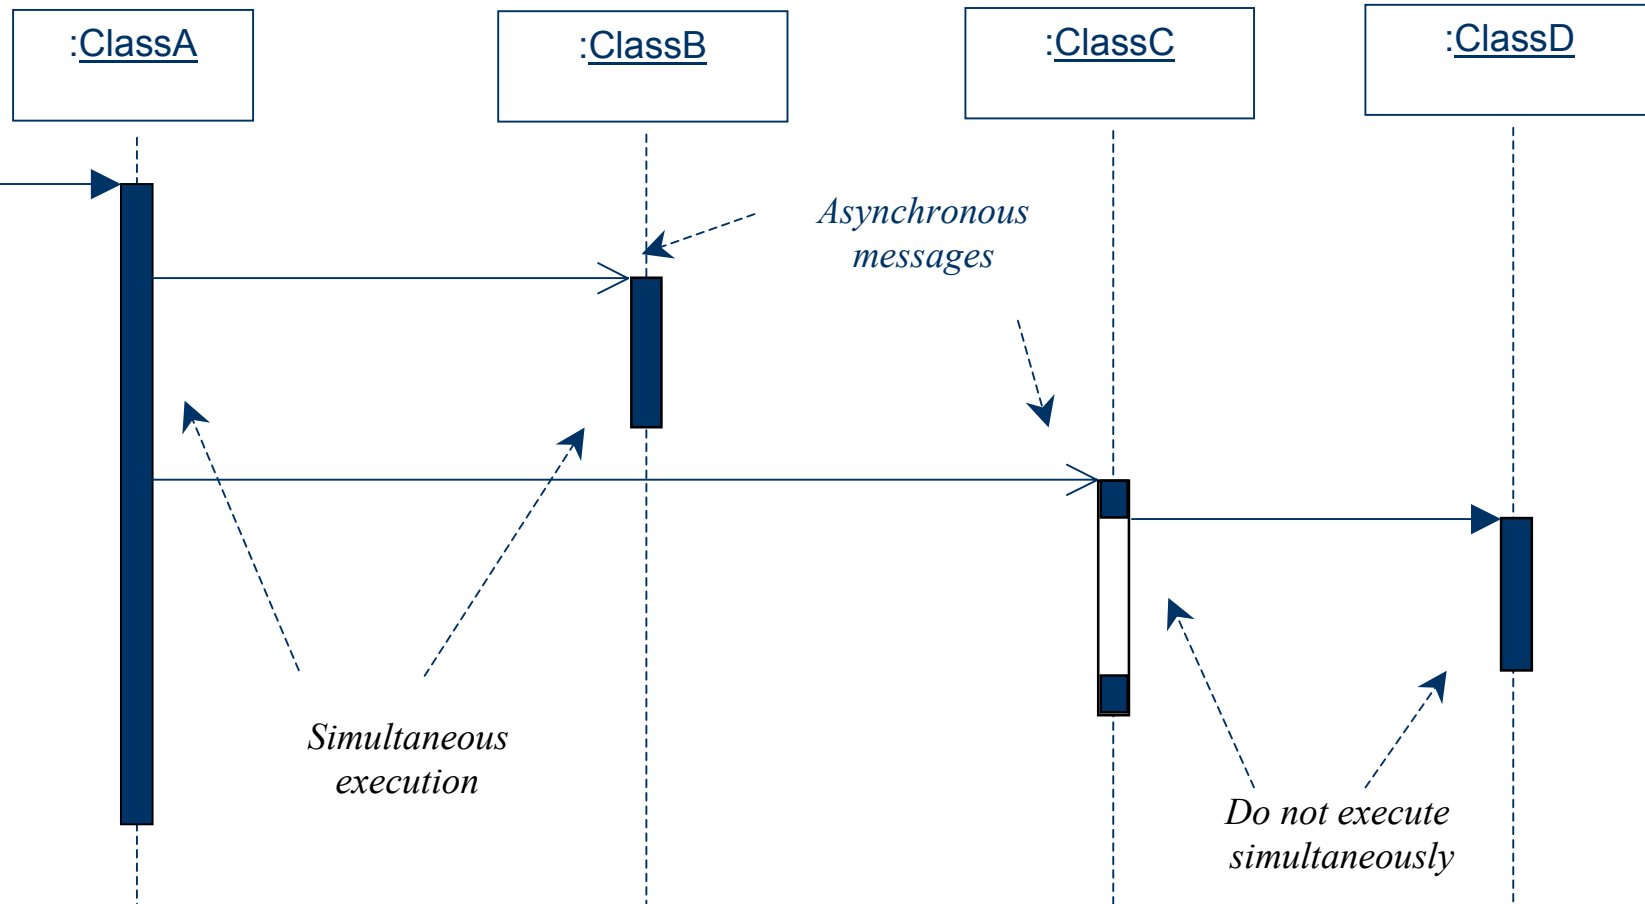 :ClassA
:ClassB
:ClassC
:ClassD
Asynchronous
messages
Simultaneous
execution
Do not execute
simultaneously